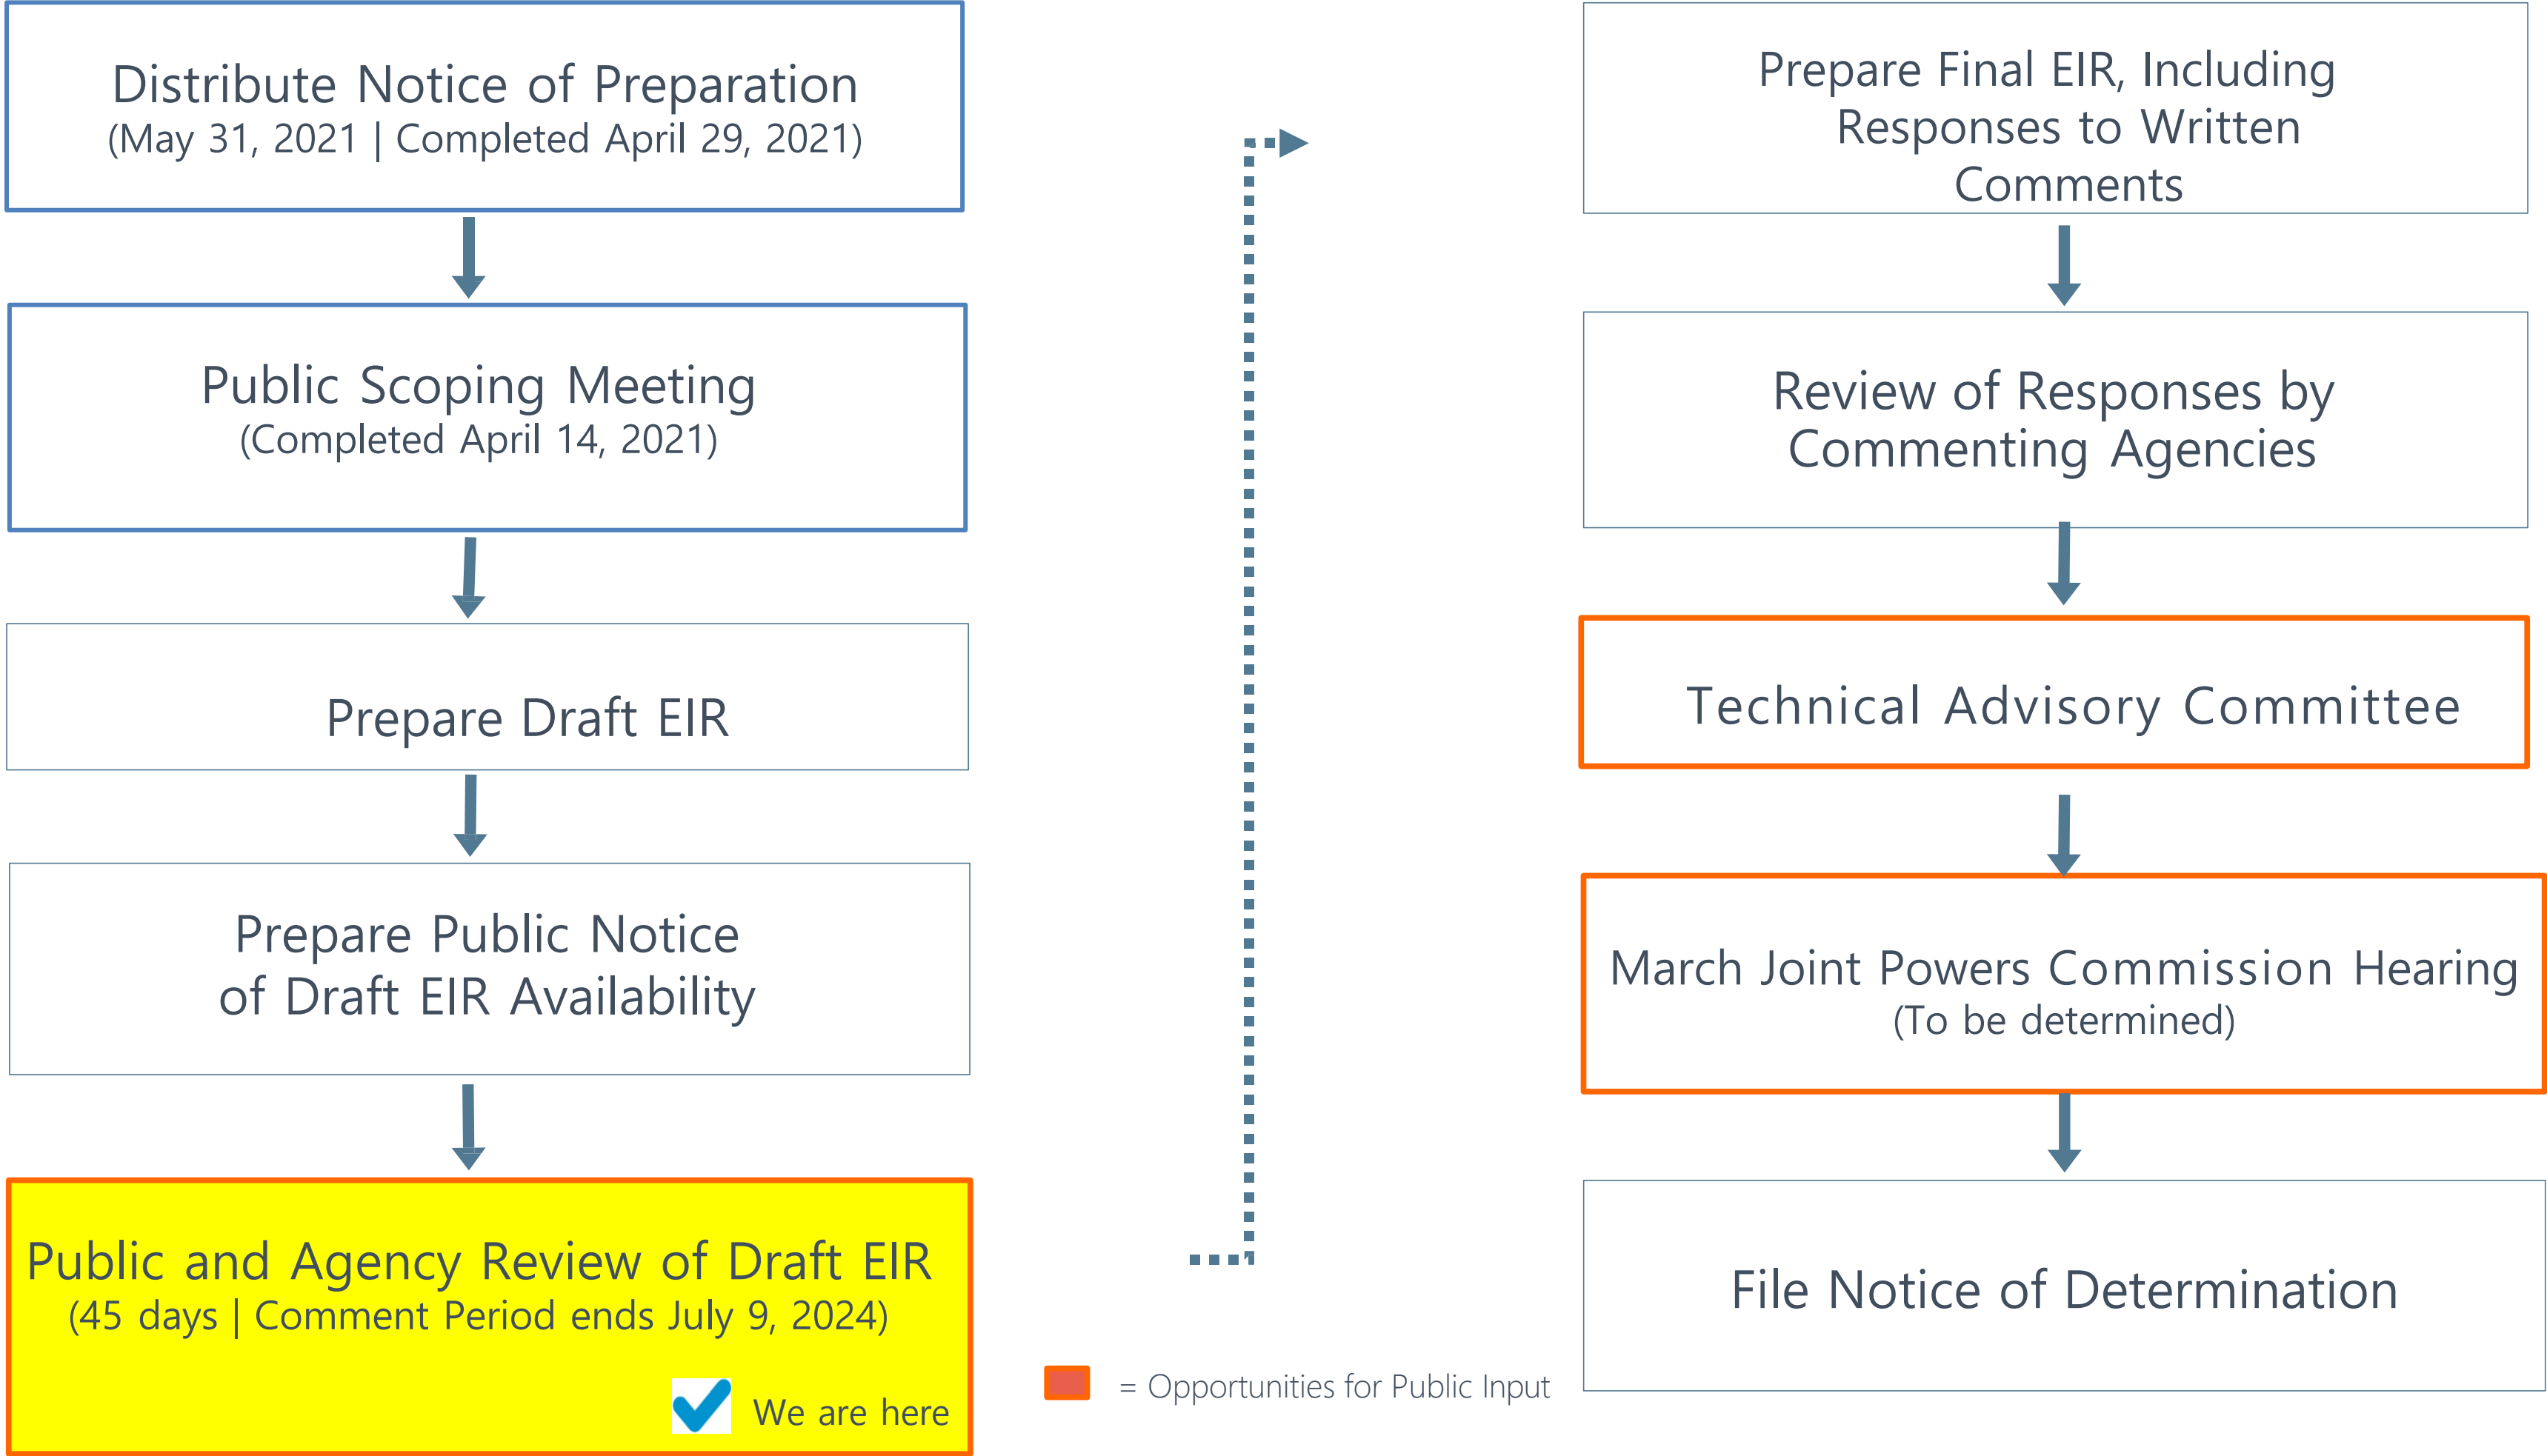 Distribute Notice of Preparation
(May 31, 2021 | Completed April 29, 2021)
Public Scoping Meeting
(Completed April 14, 2021)
Prepare Draft EIR
Prepare Public Notice
of Draft EIR Availability
Public and Agency Review of Draft EIR
(45 days | Comment Period ends July 9, 2024)
We are here
= Opportunities for Public Input
Prepare Final EIR, Including
Responses to Written
Comments
Review of Responses by
Commenting Agencies
Technical Advisory Committee
March Joint Powers Commission Hearing
(To be determined)
File Notice of Determination